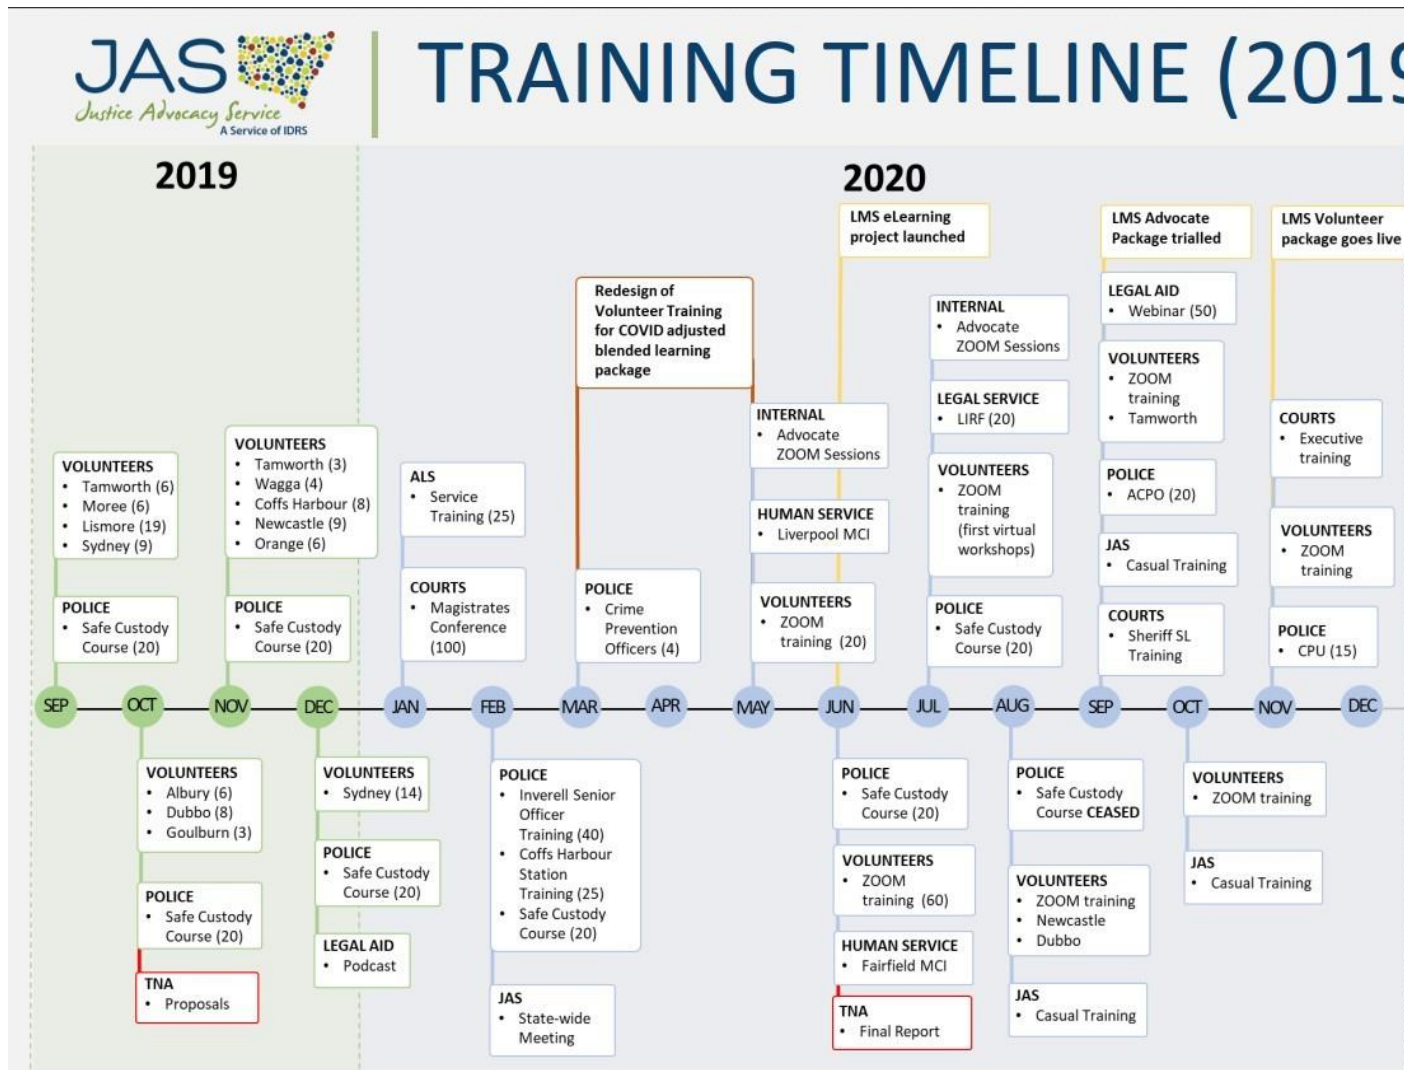 JAS
Justice Advocacy Service
A Service of IDRS
TRAINING TIMELINE (2019
2019
2020
LMS eLearning
project launched
LMS Advocate
Package trialled
LMS Volunteer
package goes live
Redesign of
Volunteer Training
for COVID adjusted
blended learning
package
VOLUNTEERS
• Tamworth (6)
• Moree (6)
• Lismore (19)
• Sydney (9)
POLICE
• Safe Custody
Course (20)
VOLUNTEERS
• Tamworth (3)
• Wagga (4)
• Coffs Harbour (8)
• Newcastle (9)
• Orange (6)
POLICE
• Safe Custody
Course (20)
ALS
• Service
Training (25)
COURTS
• Magistrates
Conference
(100)
POLICE
• Crime
Prevention
Officers (4)
INTERNAL
• Advocate
ZOOM Sessions
HUMAN SERVICE
• Liverpool MCI
VOLUNTEERS
• ZOOM
training (20)
INTERNAL
• Advocate
ZOOM Sessions
LEGAL SERVICE
• LIRF (20)
VOLUNTEERS
• ZOOM
training
(first virtual
workshops)
POLICE
• Safe Custody
Course (20)
LEGAL AID
• Webinar (50)
VOLUNTEERS
• ZOOM
training
• Tamworth
POLICE
• ACPO (20)
JAS
• Casual Training
COURTS
• Sheriff SL
Training
COURTS
• Executive
training
VOLUNTEERS
• ZOOM
training
POLICE
• CPU (15)
SEP
OCT
NOV
DEC
JAN
FEB
MAR
APR
MAY
JUN
JUL
AUG
SEP
OCT
NOV
DEC
VOLUNTEERS
• Albury (6)
• Dubbo (8)
• Goulburn (3)
POLICE
• Safe Custody
Course (20)
TNA
• Proposals
VOLUNTEERS
• Sydney (14)
POLICE
• Safe Custody
Course (20)
LEGAL AID
• Podcast
POLICE
• Inverell Senior
Officer
Training (40)
• Coffs Harbour
Station
Training (25)
• Safe Custody
Course (20)
JAS
• State-wide
Meeting
POLICE
• Safe Custody
Course (20)
VOLUNTEERS
• ZOOM
training (60)
HUMAN SERVICE
• Fairfield MCI
TNA
• Final Report
POLICE
• Safe Custody
Course CEASED
VOLUNTEERS
• ZOOM training
• Newcastle
• Dubbo
JAS
• Casual Training
VOLUNTEERS
• ZOOM training
JAS
• Casual Training